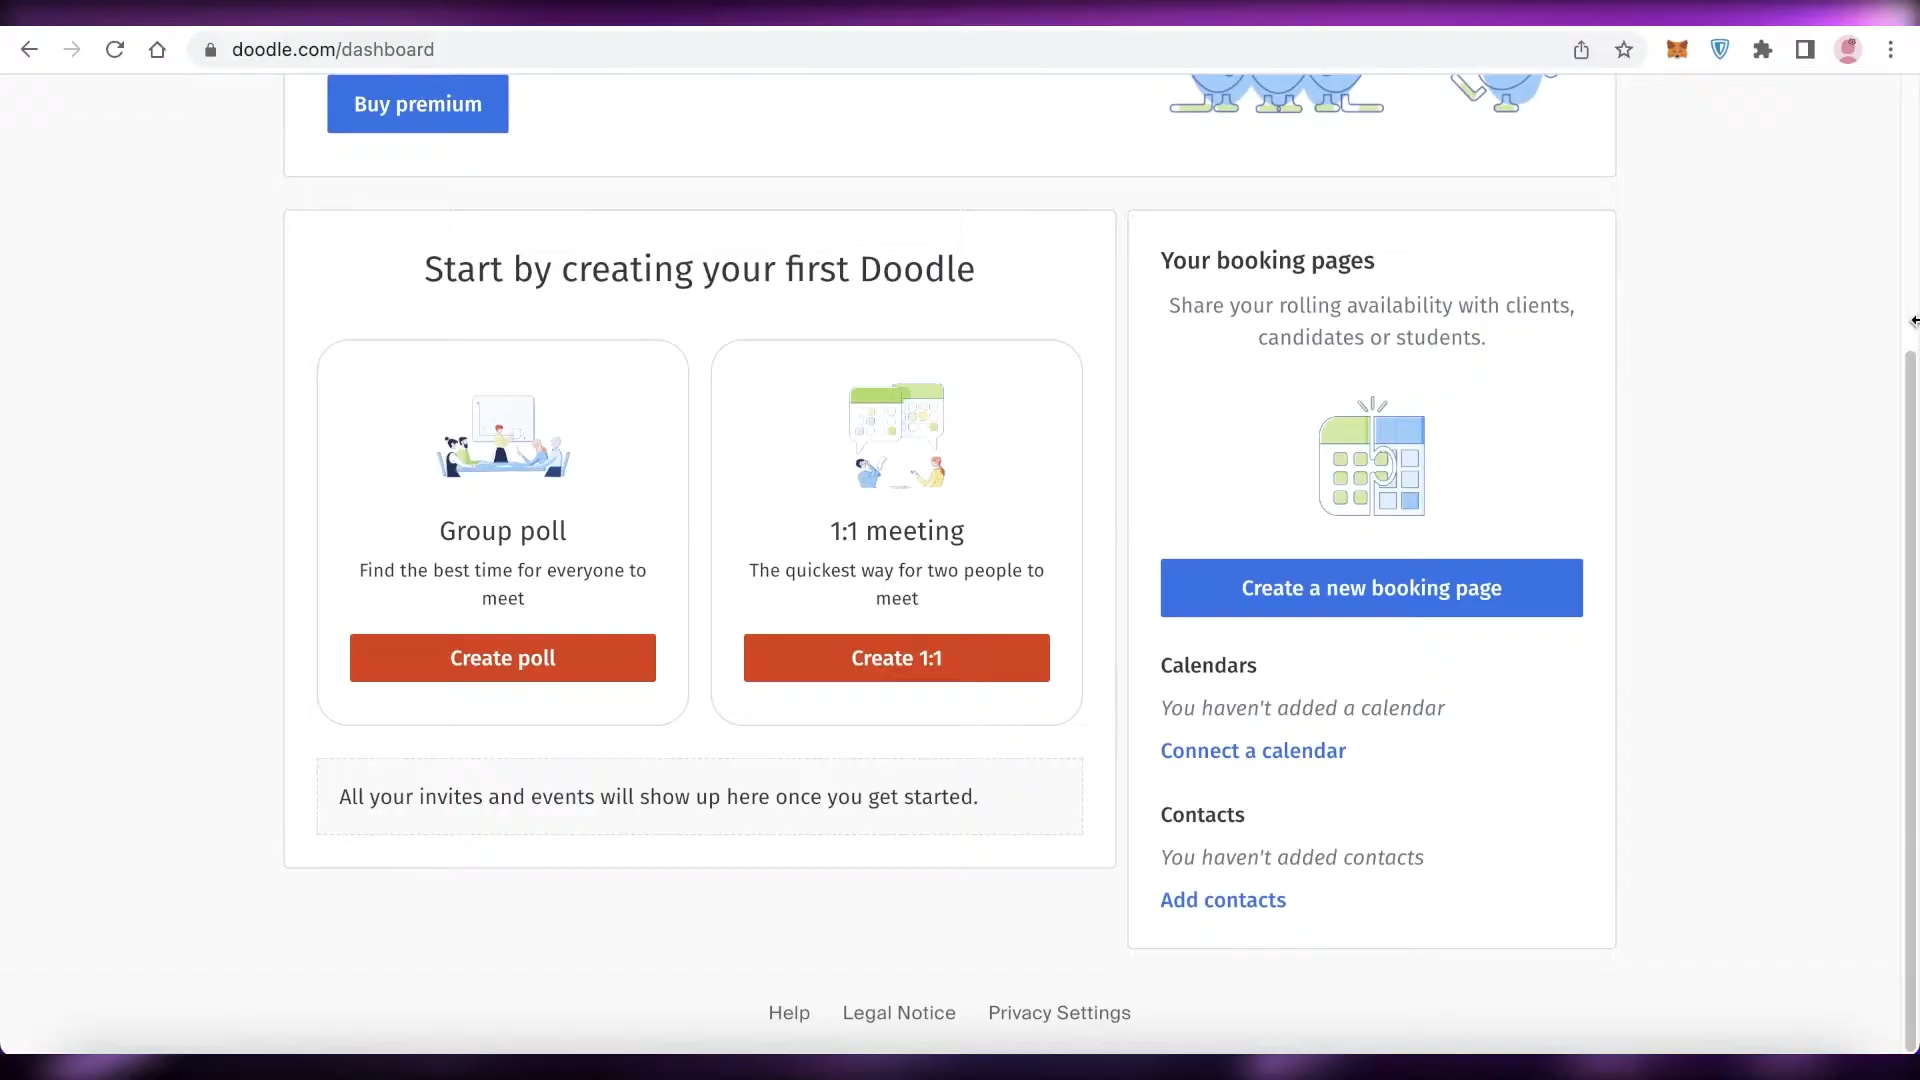 doodle.com/dashboard
Buy premium
Start by creating your first Doodle
Group poll
Find the best time for everyone to
meet
Create poll
1:1 meeting
The quickest way for two people to
meet
Create 1:1
All your invites and events will show up here once you get started.
Your booking pages
Share your rolling availability with clients,
candidates or students.
Create a new booking page
Calendars
You haven't added a calendar
Connect a calendar
Contacts
You haven't added contacts
Add contacts
Help
Legal Notice
Privacy Settings